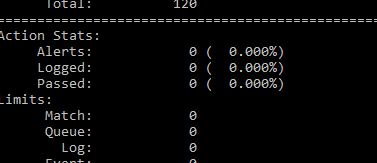 Total:          120
===============================================
Action Stats:
     Alerts:            0 (  0.000%)
     Logged:            0 (  0.000%)
     Passed:            0 (  0.000%)
Limits:
      Match:            0
      Queue:            0
        Log:            0
      Event:            0